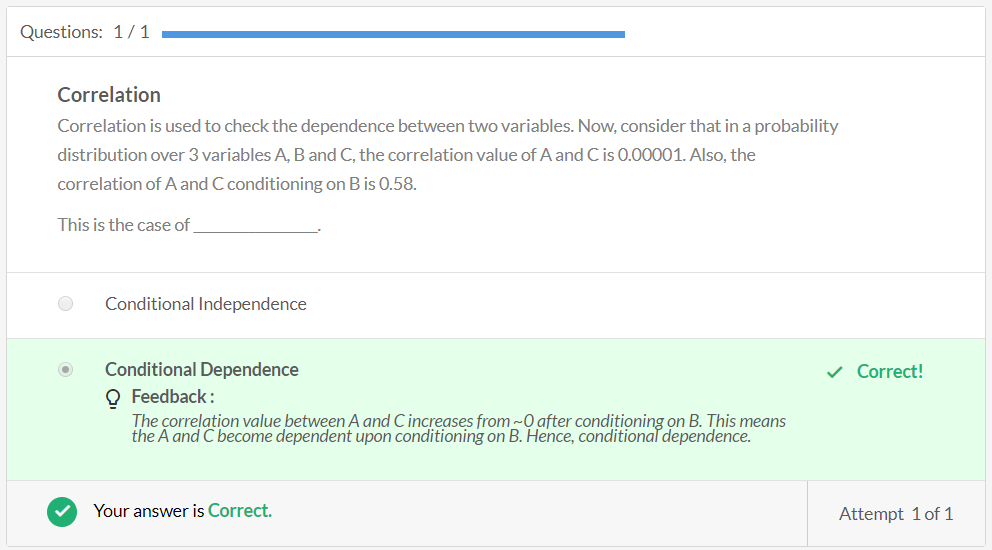 Questions: 1 / 1
Correlation
Correlation is used to check the dependence between two variables. Now, consider that in a probability
distribution over 3 variables A, B and C, the correlation value of A and C is 0.00001. Also, the
correlation of A and C conditioning on B is 0.58.
This is the case of _________________.
Conditional Independence
Conditional Dependence
Correct!
Feedback :
The correlation value between A and C increases from ~0 after conditioning on B. This means
the A and C become dependent upon conditioning on B. Hence, conditional dependence.
Your answer is Correct.
Attempt 1 of 1